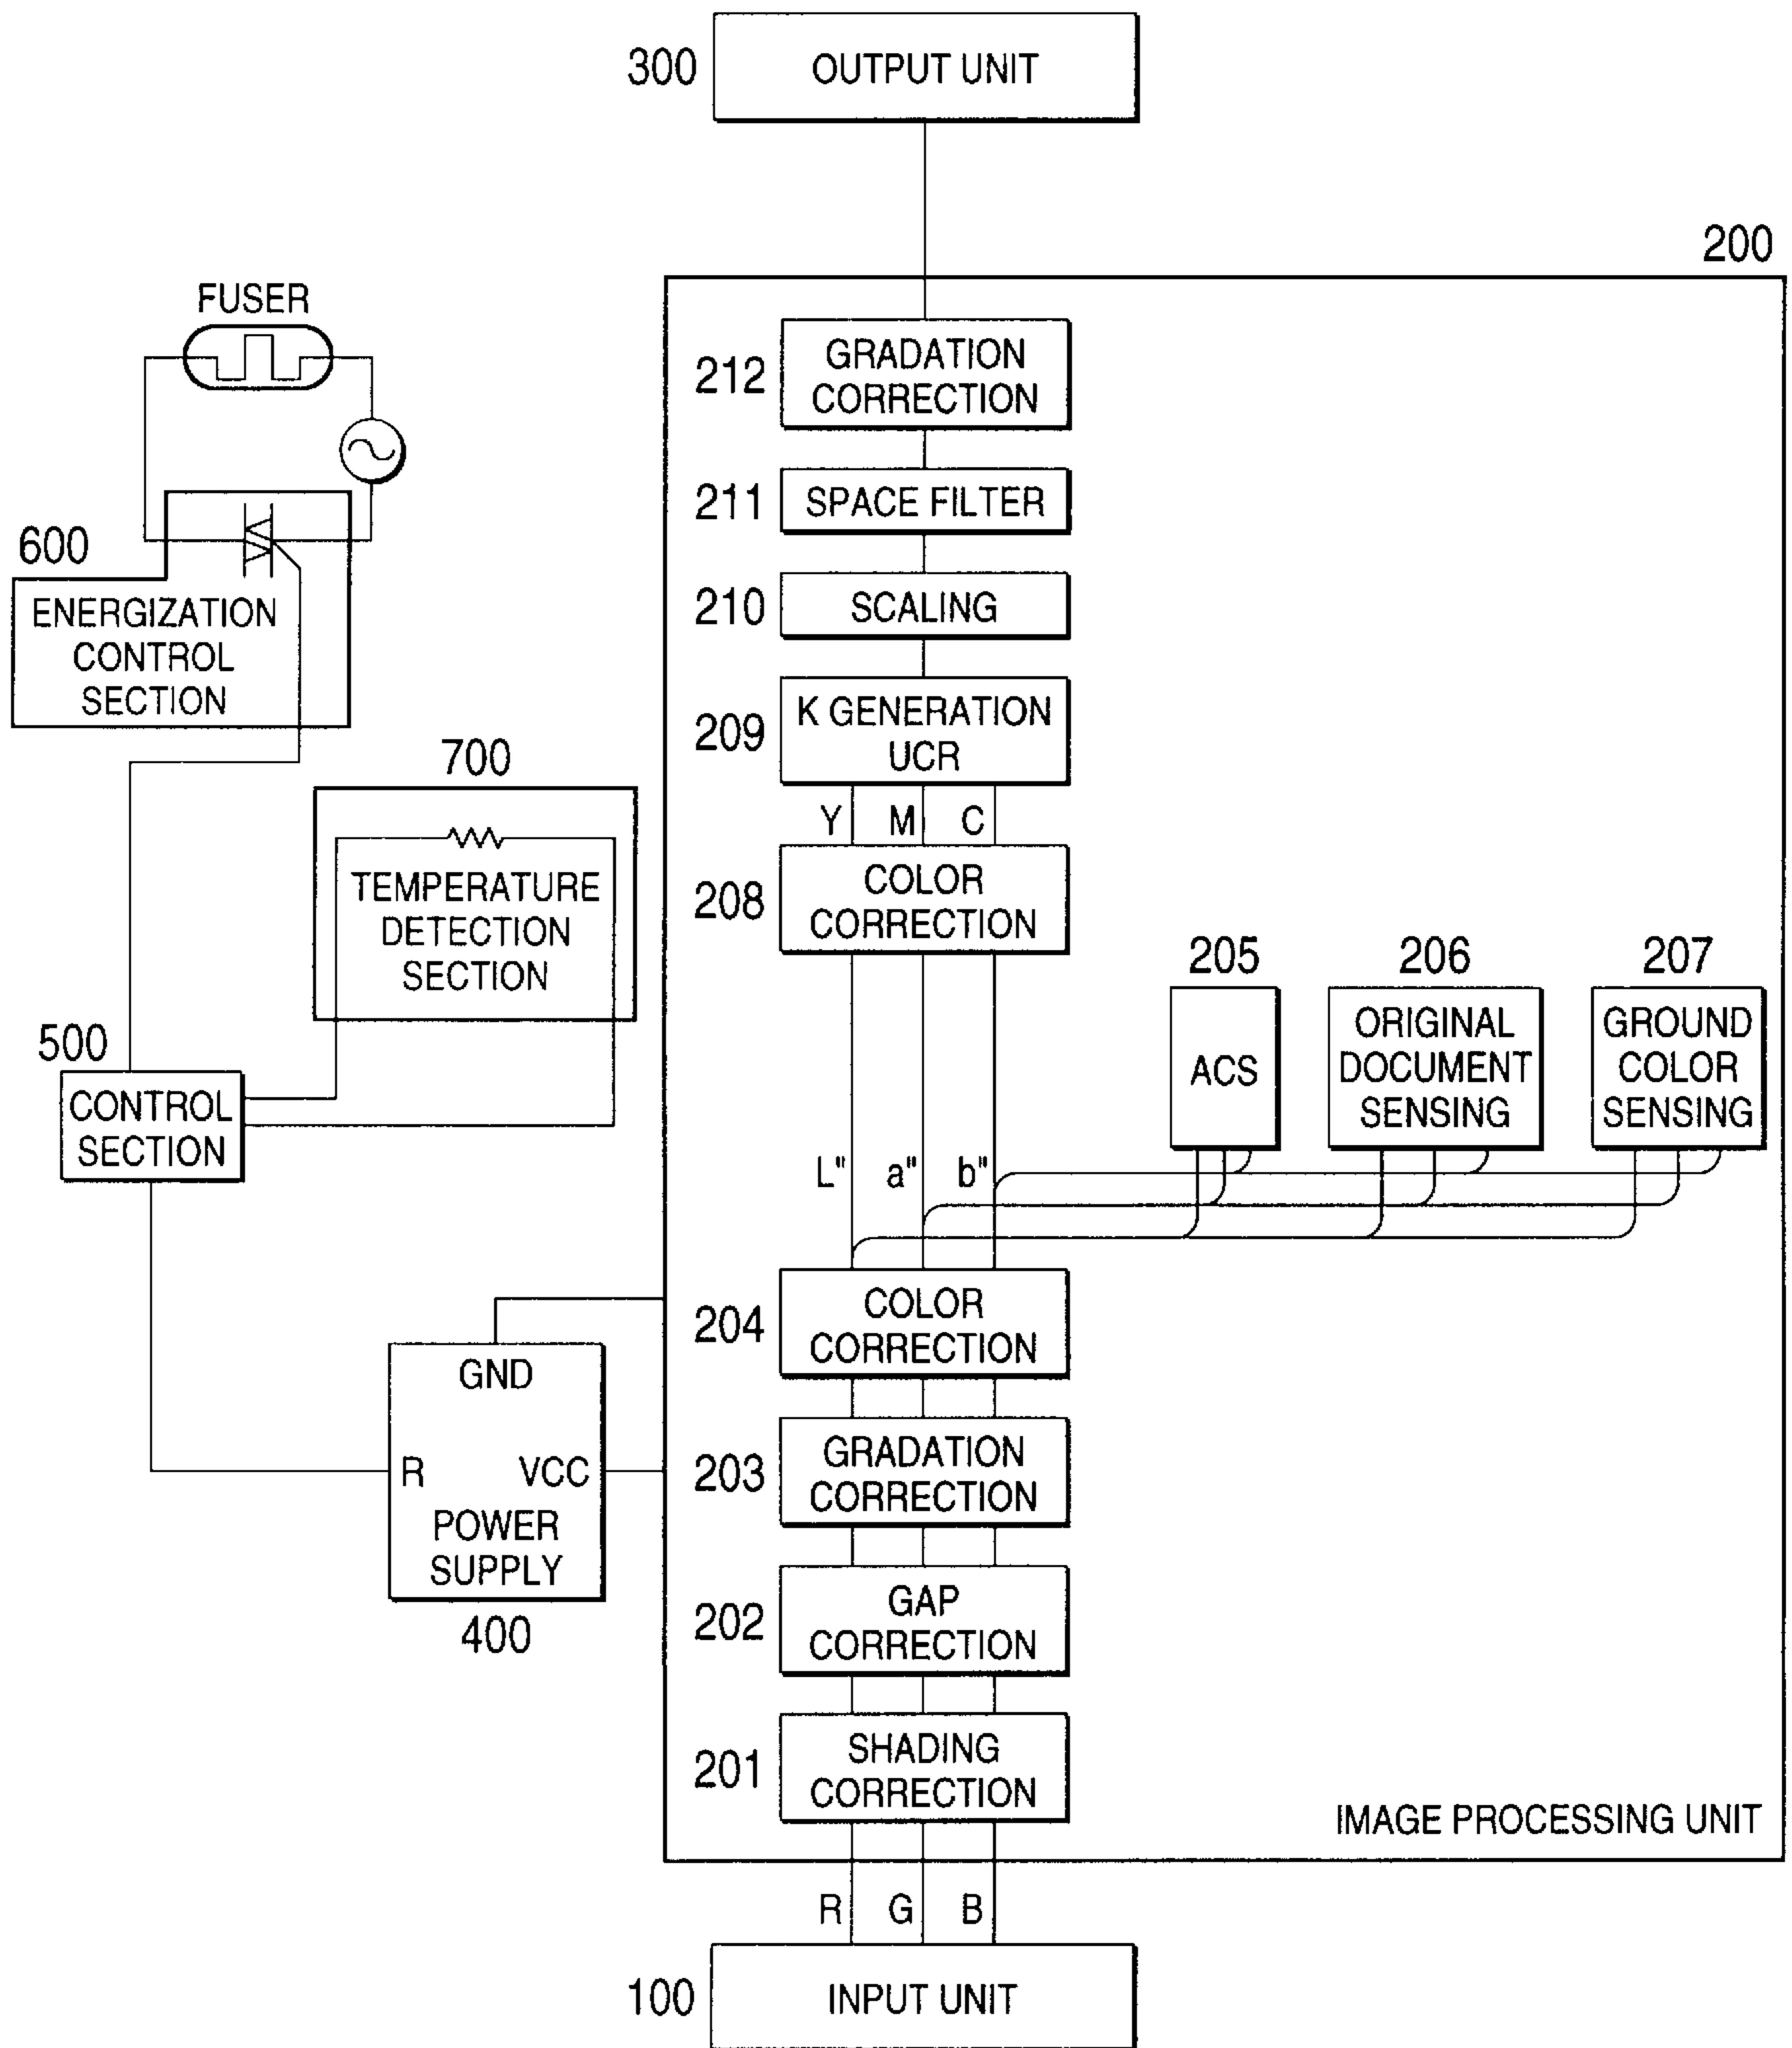 300
OUTPUT UNIT
200
FUSER
212
GRADATION
CORRECTION
211
SPACE FILTER
600
ENERGIZATION
CONTROL
SECTION
210
SCALING
209
K GENERATION
UCR
700
TEMPERATURE
DETECTION
SECTION
Y M C
208
COLOR
CORRECTION
205
ACS
206
ORIGINAL
DOCUMENT
SENSING
207
GROUND
COLOR
SENSING
500
CONTROL
SECTION
L" a" b"
204
COLOR
CORRECTION
GND
R VCC
POWER
SUPPLY
400
203
GRADATION
CORRECTION
202
GAP
CORRECTION
201
SHADING
CORRECTION
IMAGE PROCESSING UNIT
R G B
100
INPUT UNIT